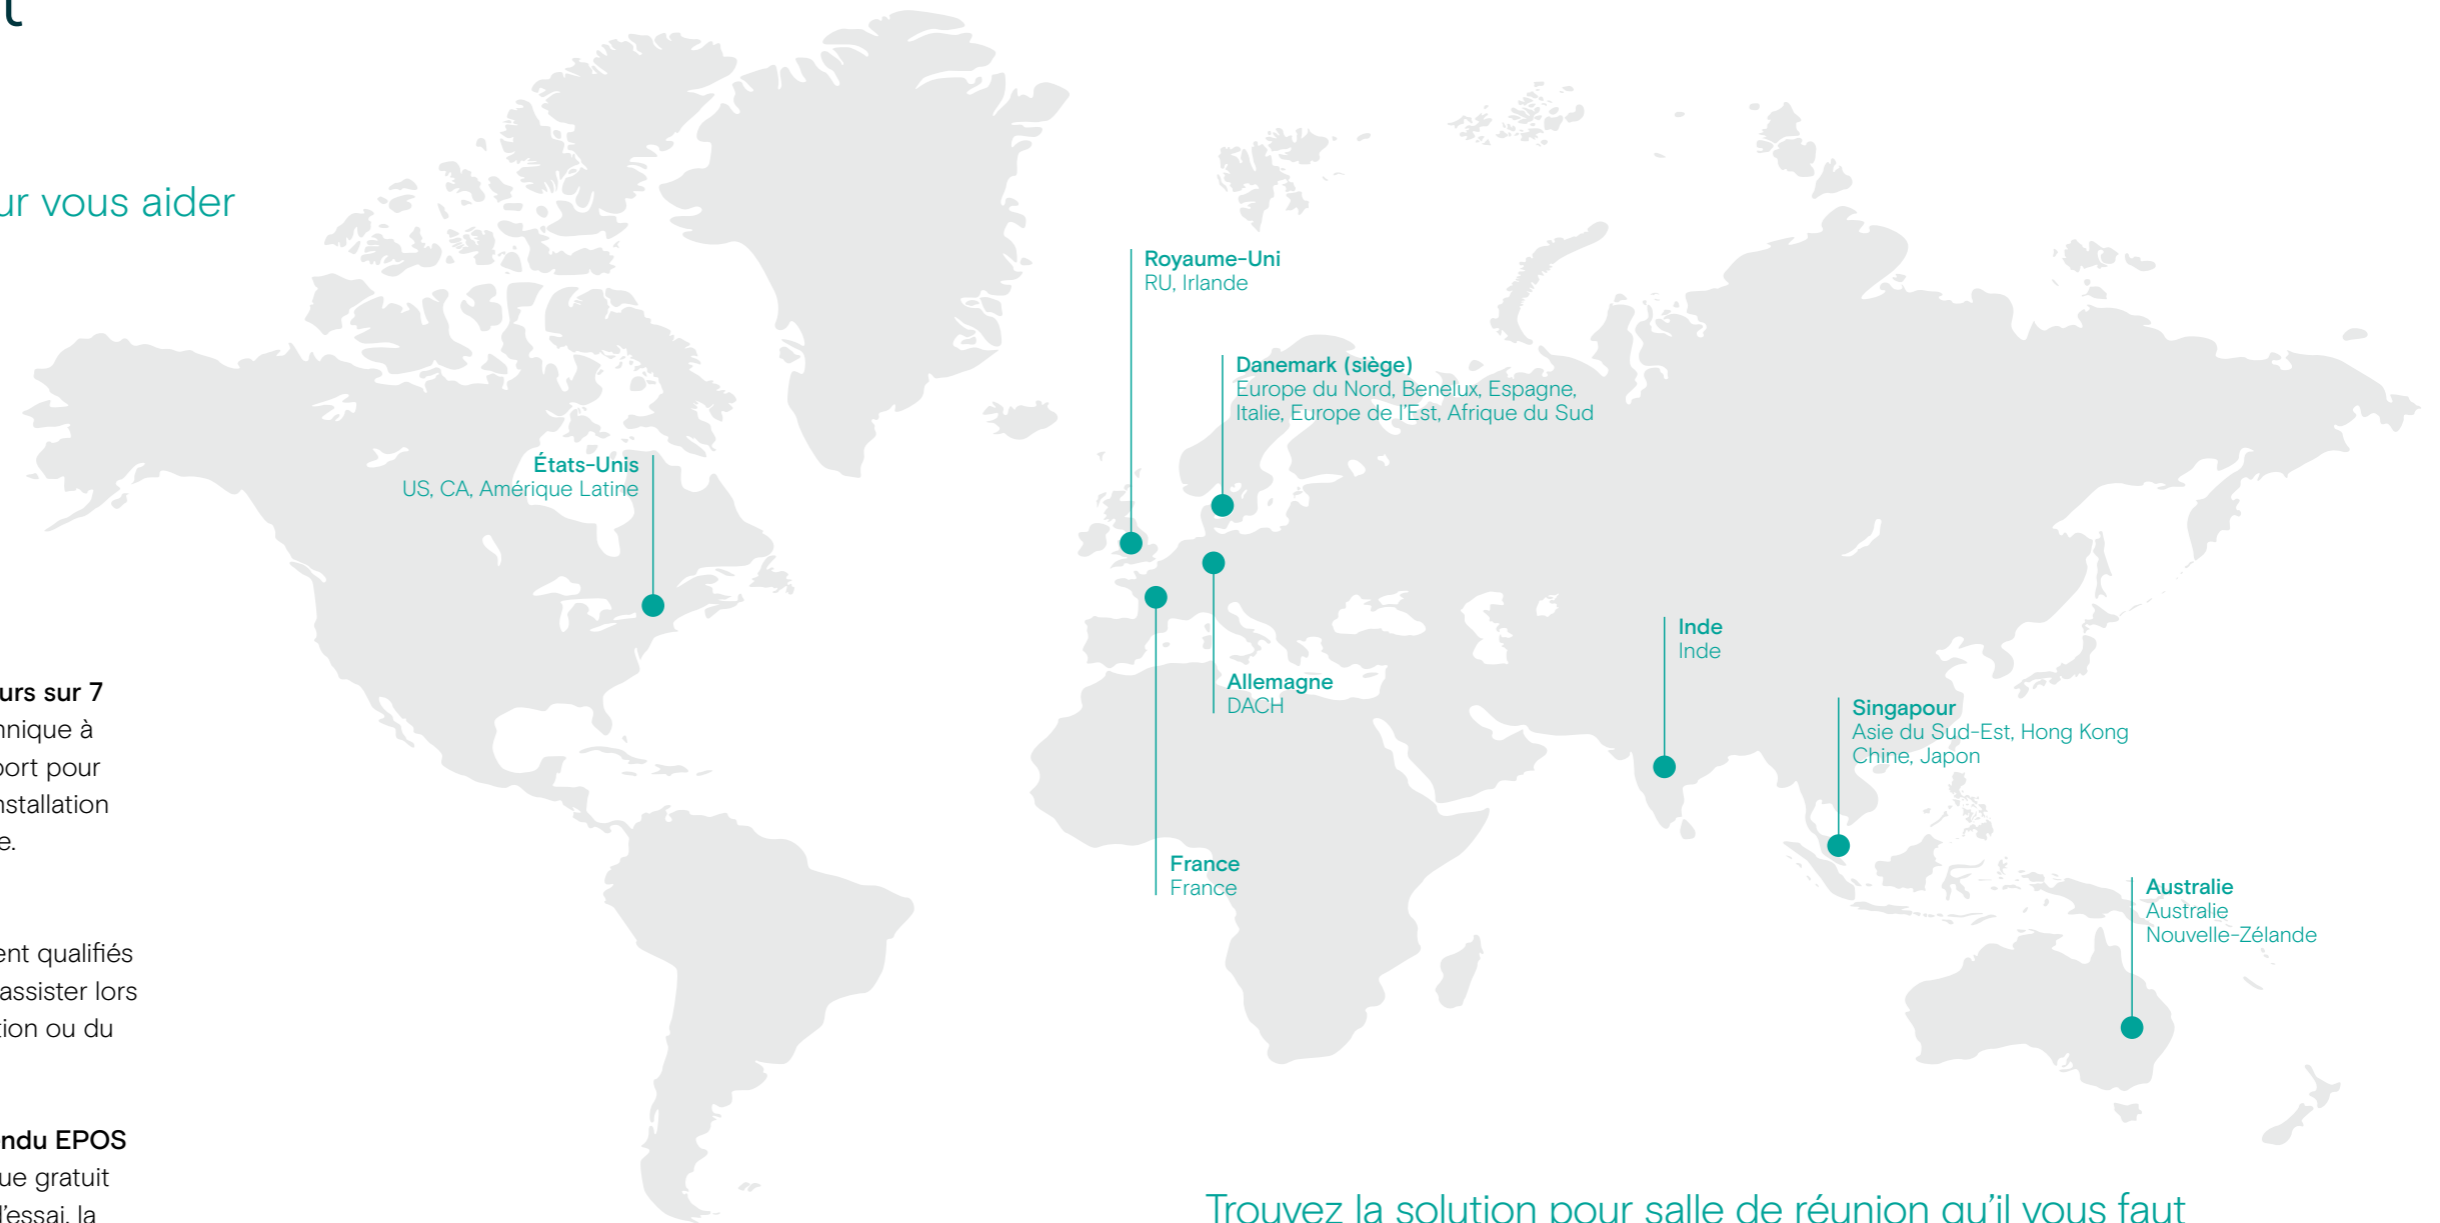 ur vous aider
urs sur 7
nnique à
port pour
nstallation
e.
ent qualifiés
assister lors
tion ou du
ndu EPOS
ue gratuit
l'essai, la
États-Unis
US, CA, Amérique Latine
Royaume-Uni
RU, Irlande
Danemark (siège)
Europe du Nord, Benelux, Espagne,
Italie, Europe de l'Est, Afrique du Sud
Allemagne
DACH
France
France
Inde
Inde
Singapour
Asie du Sud-Est, Hong Kong
Chine, Japon
Australie
Australie
Nouvelle-Zélande
Trouvez la solution pour salle de réunion qu'il vous faut